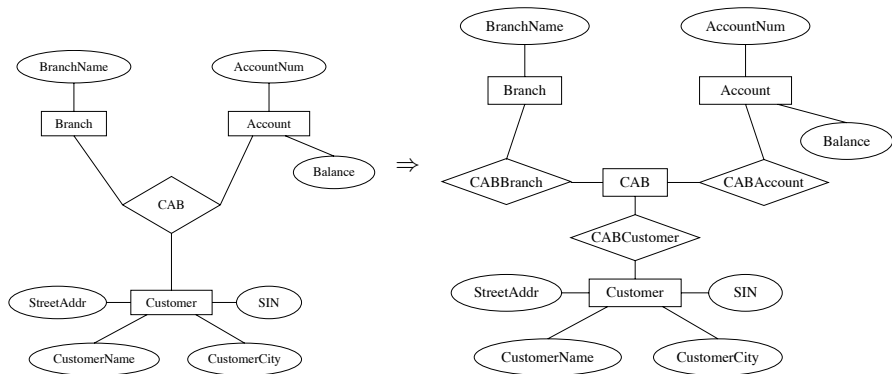 BranchName
AccountNum
Branch
Account
Balance
CAB
StreetAddr
Customer
SIN
CustomerName
CustomerCity
⇒
BranchName
AccountNum
Branch
Account
Balance
CABBranch
CAB
CABAccount
CABCustomer
StreetAddr
Customer
SIN
CustomerName
CustomerCity